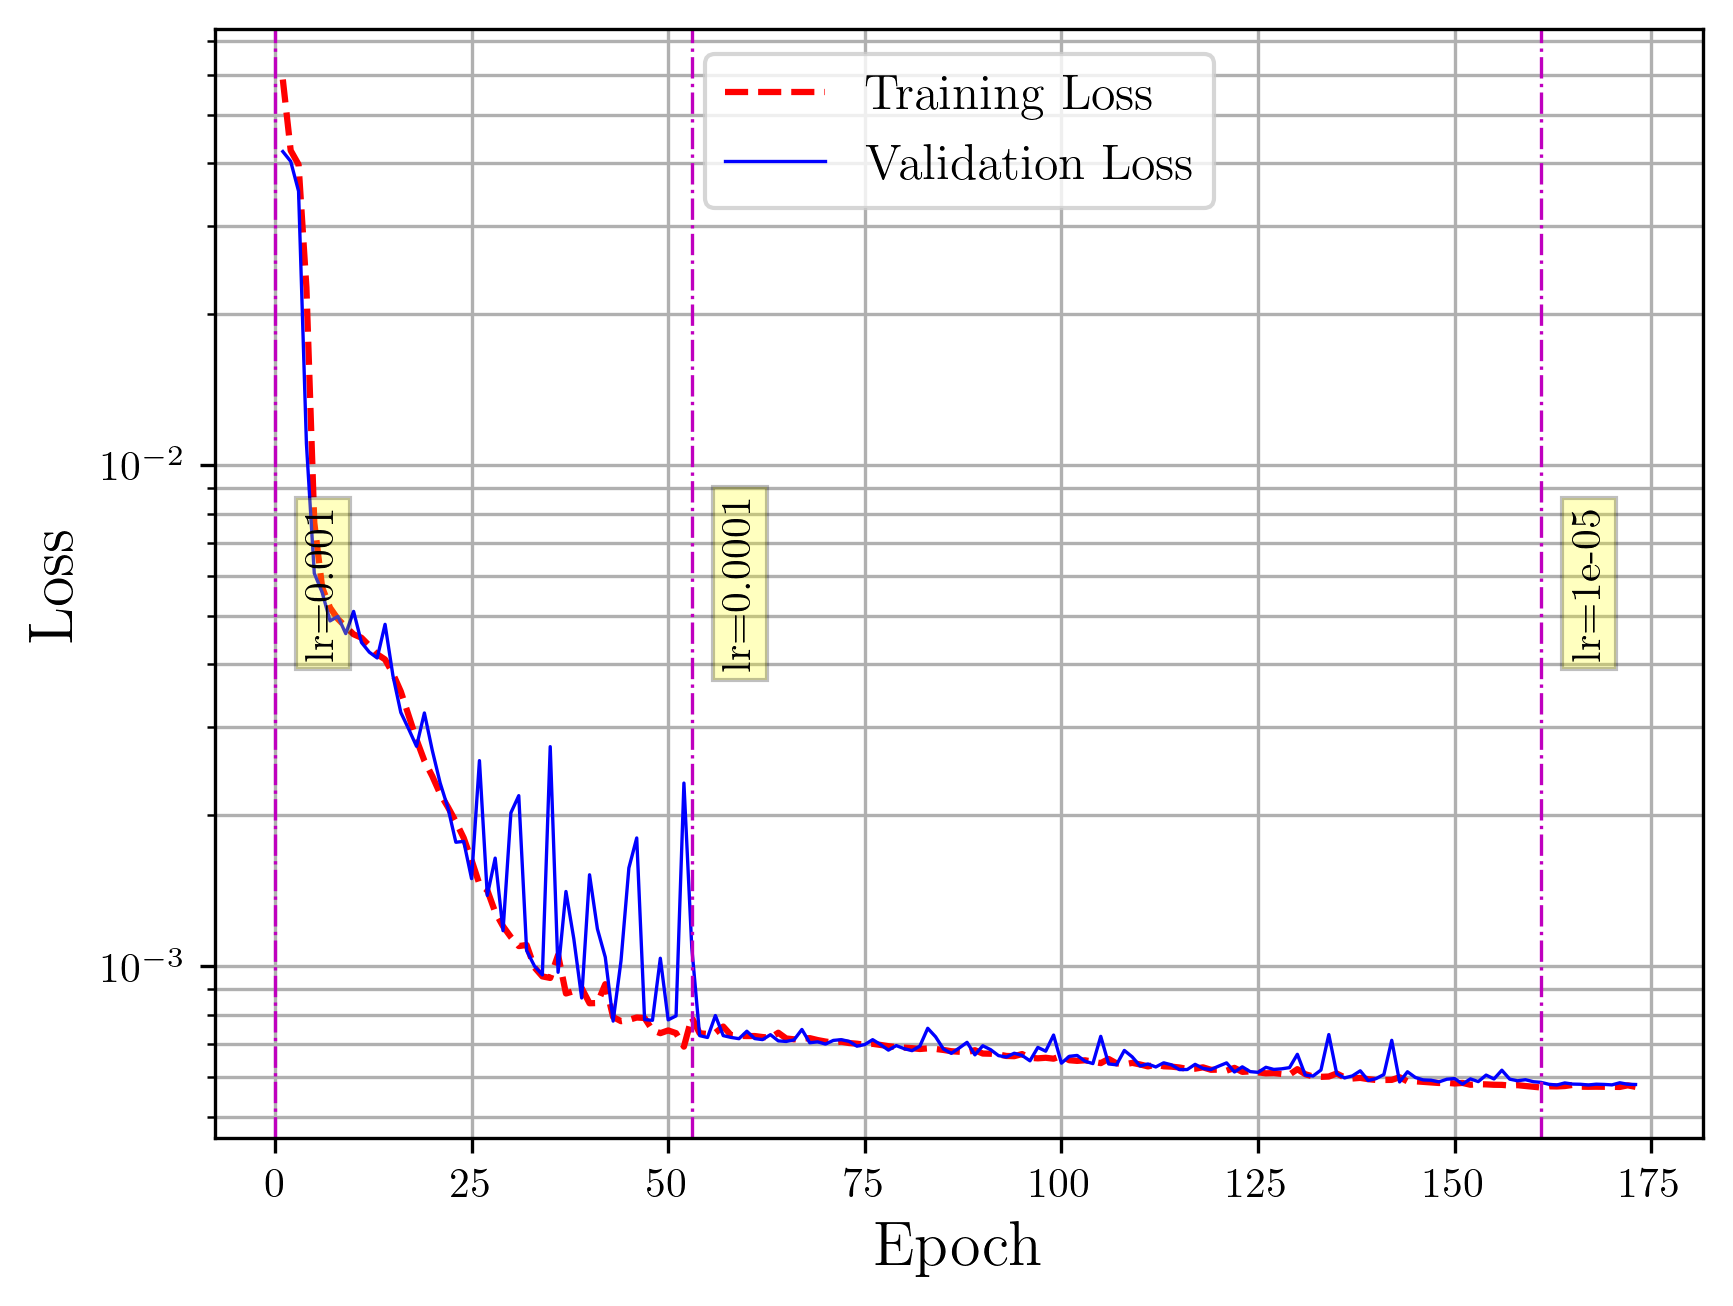 Training Loss
Validation Loss
Loss
10⁻²
10⁻³
lr=0.001
lr=0.0001
lr=1e-05
0 25 50 75 100 125 150 175
Epoch